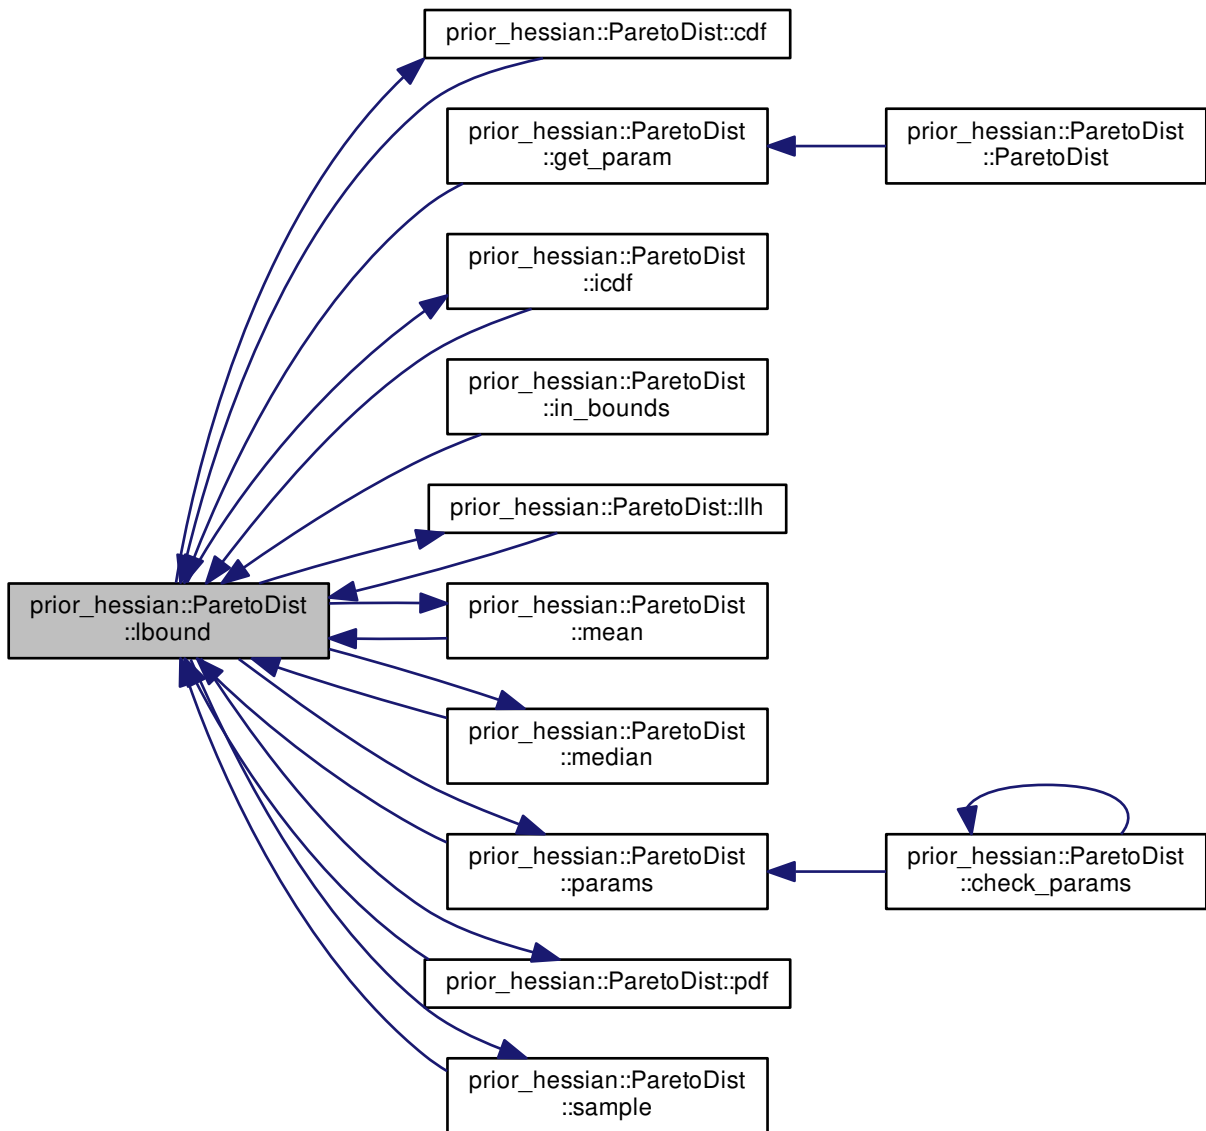 prior_hessian::ParetoDist::cdf
prior_hessian::ParetoDist
::get_param
prior_hessian::ParetoDist
::ParetoDist
prior_hessian::ParetoDist
::icdf
prior_hessian::ParetoDist
::in_bounds
prior_hessian::ParetoDist::llh
prior_hessian::ParetoDist
::lbound
prior_hessian::ParetoDist
::mean
prior_hessian::ParetoDist
::median
prior_hessian::ParetoDist
::params
prior_hessian::ParetoDist
::check_params
prior_hessian::ParetoDist::pdf
prior_hessian::ParetoDist
::sample